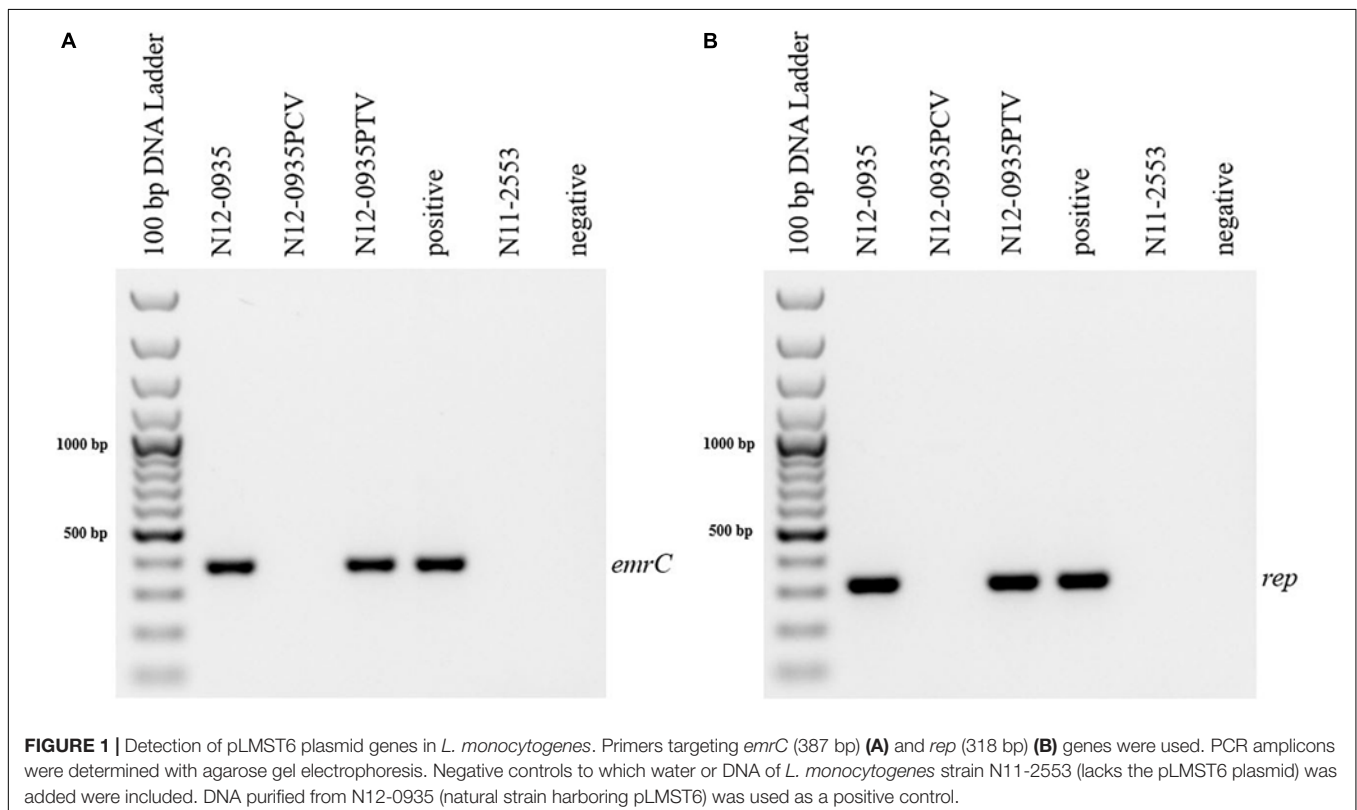 A
B
100 bp DNA Ladder
N12-0935
N12-0935PCV
N12-0935PTV
positive
N11-2553
negative
100 bp DNA Ladder
N12-0935
N12-0935PCV
N12-0935PTV
positive
N11-2553
negative
1000 bp
500 bp
emrC
1000 bp
500 bp
rep
FIGURE 1 | Detection of pLMST6 plasmid genes in L. monocytogenes. Primers targeting emrC (387 bp) (A) and rep (318 bp) (B) genes were used. PCR amplicons
were determined with agarose gel electrophoresis. Negative controls to which water or DNA of L. monocytogenes strain N11-2553 (lacks the pLMST6 plasmid) was
added were included. DNA purified from N12-0935 (natural strain harboring pLMST6) was used as a positive control.